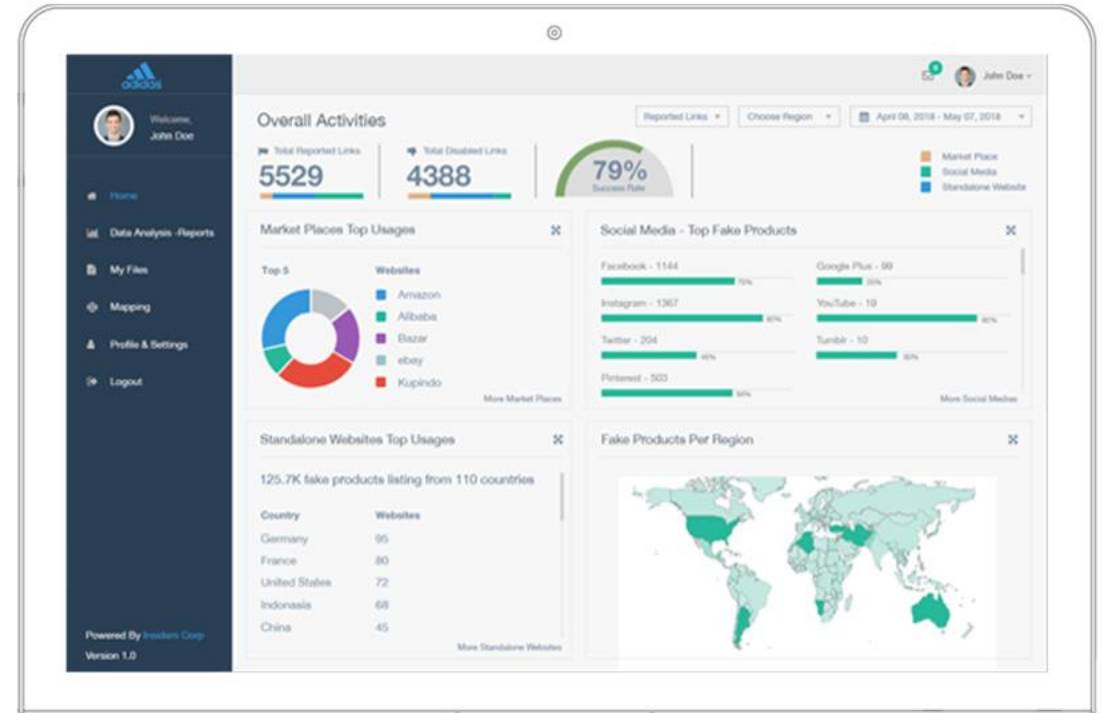 adidas
Welcome,
John Doe
Home
Data Analysis -Reports
My Files
Mapping
Profile & Settings
Logout
Powered By Insiders Corp
Version 1.0
John Doe
Overall Activities
Reported Links
Choose Region
April 08, 2018 - May 07, 2018
Total Reported Links
5529
Total Disabled Links
4388
79%
Success Rate
Market Place
Social Media
Standalone Website
Market Places Top Usages
Top 5
Websites
Amazon
Alibaba
Bazar
ebay
Kupindo
More Market Places
Social Media - Top Fake Products
Facebook - 1144
Google Plus - 99
Instagram - 1367
YouTube - 19
80%
Twitter - 204
Tumblr - 10
Pinterest - 503
More Social Medias
Standalone Websites Top Usages
125.7K fake products listing from 110 countries
Country Websites
Germany 95
France 80
United States 72
Indonasia 68
China 45
More Standalone Websites
Fake Products Per Region